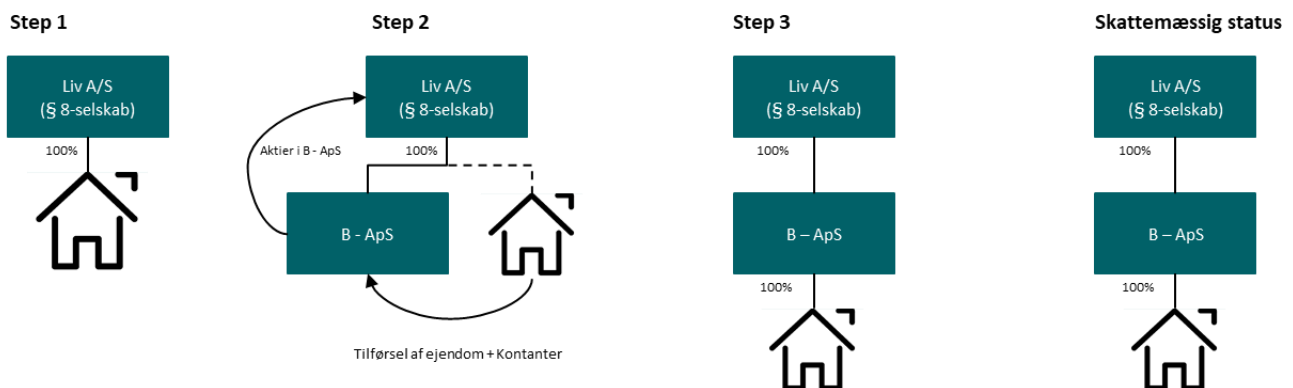 Step 1
Liv A/S
(§ 8-selskab)
100%
Step 2
Liv A/S
(§ 8-selskab)
Aktier i B - ApS
100%
B - ApS
Tilførsel af ejendom + Kontanter
Step 3
Liv A/S
(§ 8-selskab)
100%
B – ApS
100%
Skattemæssig status
Liv A/S
(§ 8-selskab)
100%
B – ApS
100%